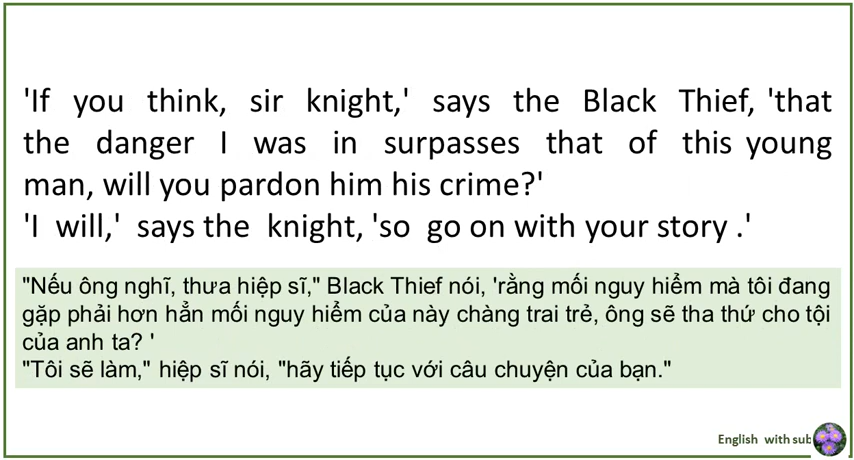 'If you think, sir knight,' says the Black Thief, 'that
the danger I was in surpasses that of this young
man, will you pardon him his crime?'
'I will,' says the knight, 'so go on with your story .'
"Nếu ông nghĩ, thưa hiệp sĩ," Black Thief nói, 'rằng mối nguy hiểm mà tôi đang
gặp phải hơn hẳn mối nguy hiểm của này chàng trai trẻ, ông sẽ tha thứ cho tội
của anh ta? '
"Tôi sẽ làm," hiệp sĩ nói, "hãy tiếp tục với câu chuyện của bạn."
English with sub